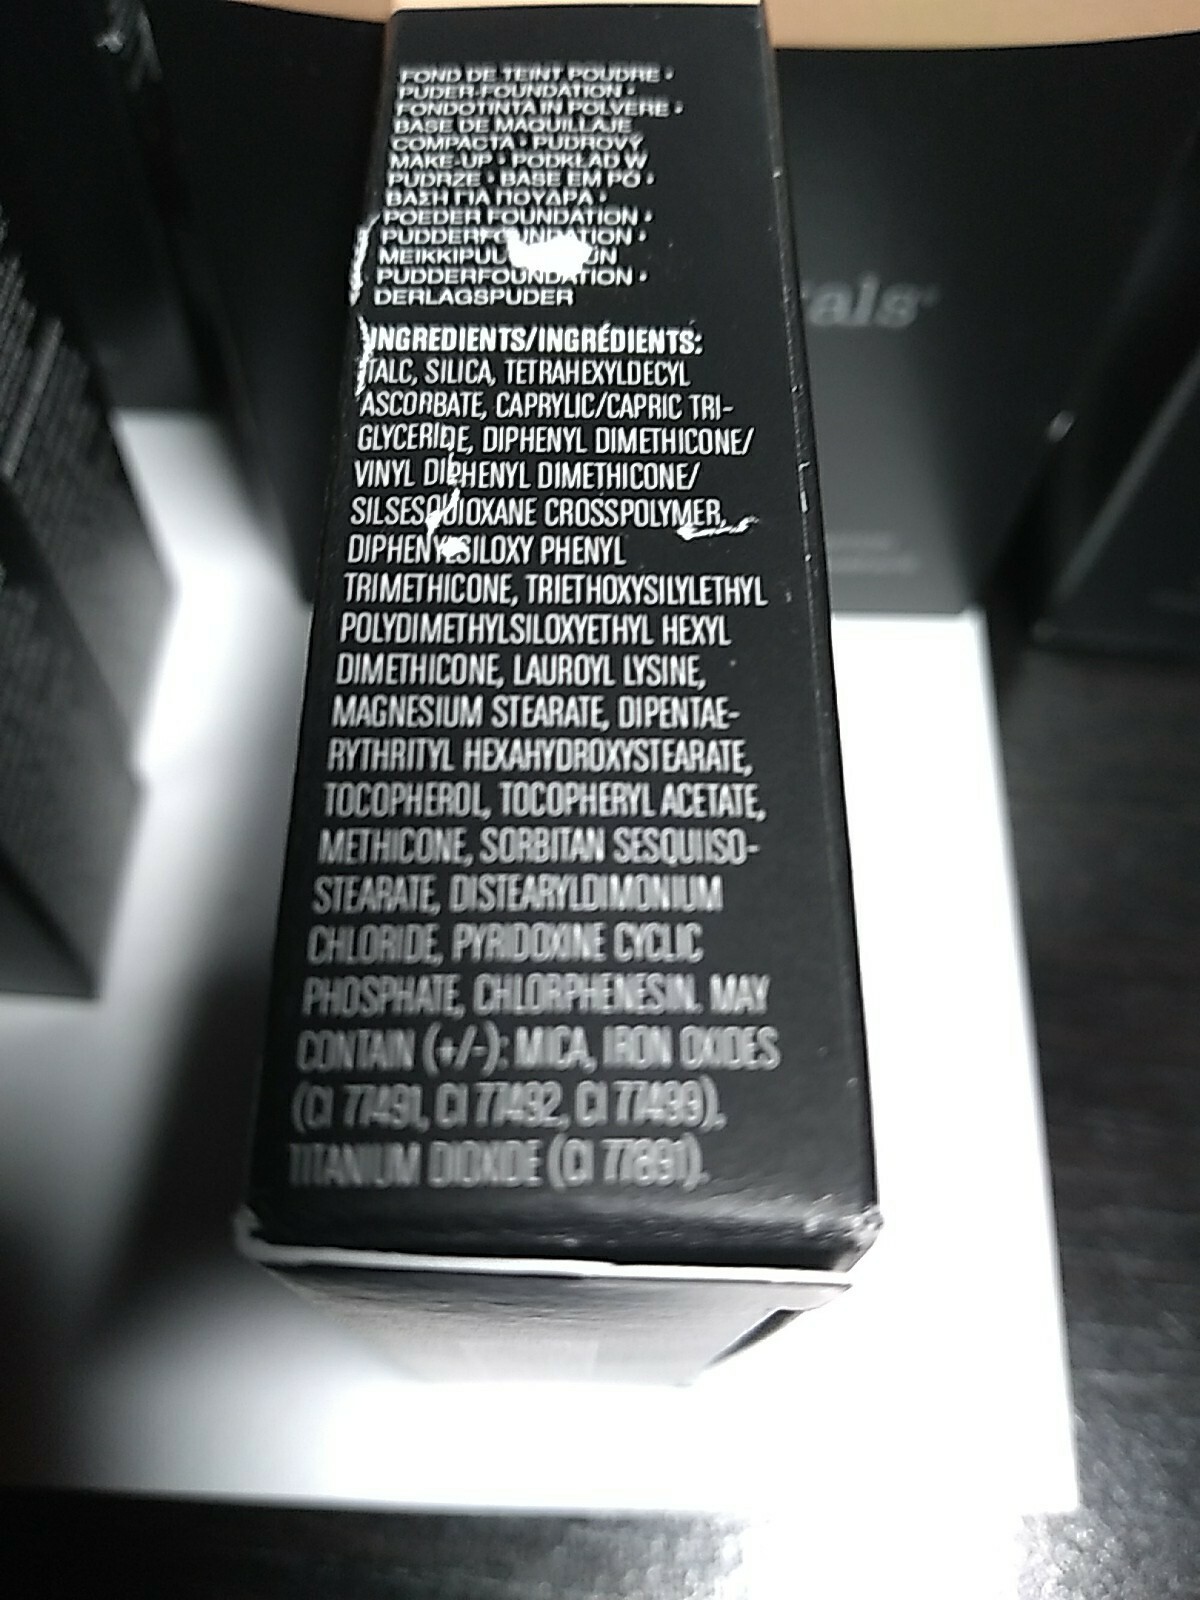 FOND DE TEINT POUDRE •
PUDER-FOUNDATION •
FONDOTINTA IN POLVERE •
BASE DE MAQUILLAJE
COMPACTA • PUDROVÝ
MAKE-UP • PODKŁAD W
PUDRZE • BASE EM PÓ •
ΒΑΣΗ ΓΙΑ ΠΟΥΔΡΑ •
POEDER FOUNDATION •
PUDDERFOUNDATION •
PUDDERFOUNDATION •
DERLAGSPUDER
INGREDIENTS/INGRÉDIENTS:
TALC, SILICA, TETRAHEXYLDECYL
ASCORBATE, CAPRYLIC/CAPRIC TRI-
GLYCERIDE, DIPHENYL DIMETHICONE/
VINYL DIPHENYL DIMETHICONE/
SILSESQUIOXANE CROSSPOLYMER,
DIPHENYLSILOXY PHENYL
TRIMETHICONE, TRIETHOXYSILYLETHYL
POLYDIMETHYLSILOXYETHYL HEXYL
DIMETHICONE, LAUROYL LYSINE,
MAGNESIUM STEARATE, DIPENTAE-
RYTHRITYL HEXAHYDROXYSTEARATE,
TOCOPHEROL, TOCOPHERYL ACETATE,
METHICONE, SORBITAN SESQUIISO-
STEARATE, DISTEARYLDIMONIUM
CHLORIDE, PYRIDOXINE CYCLIC
PHOSPHATE, CHLORPHENESIN. MAY
CONTAIN (+/-): MICA, IRON OXIDES
(CI 77491, CI 77492, CI 77499),
TITANIUM DIOXIDE (CI 77891).
als